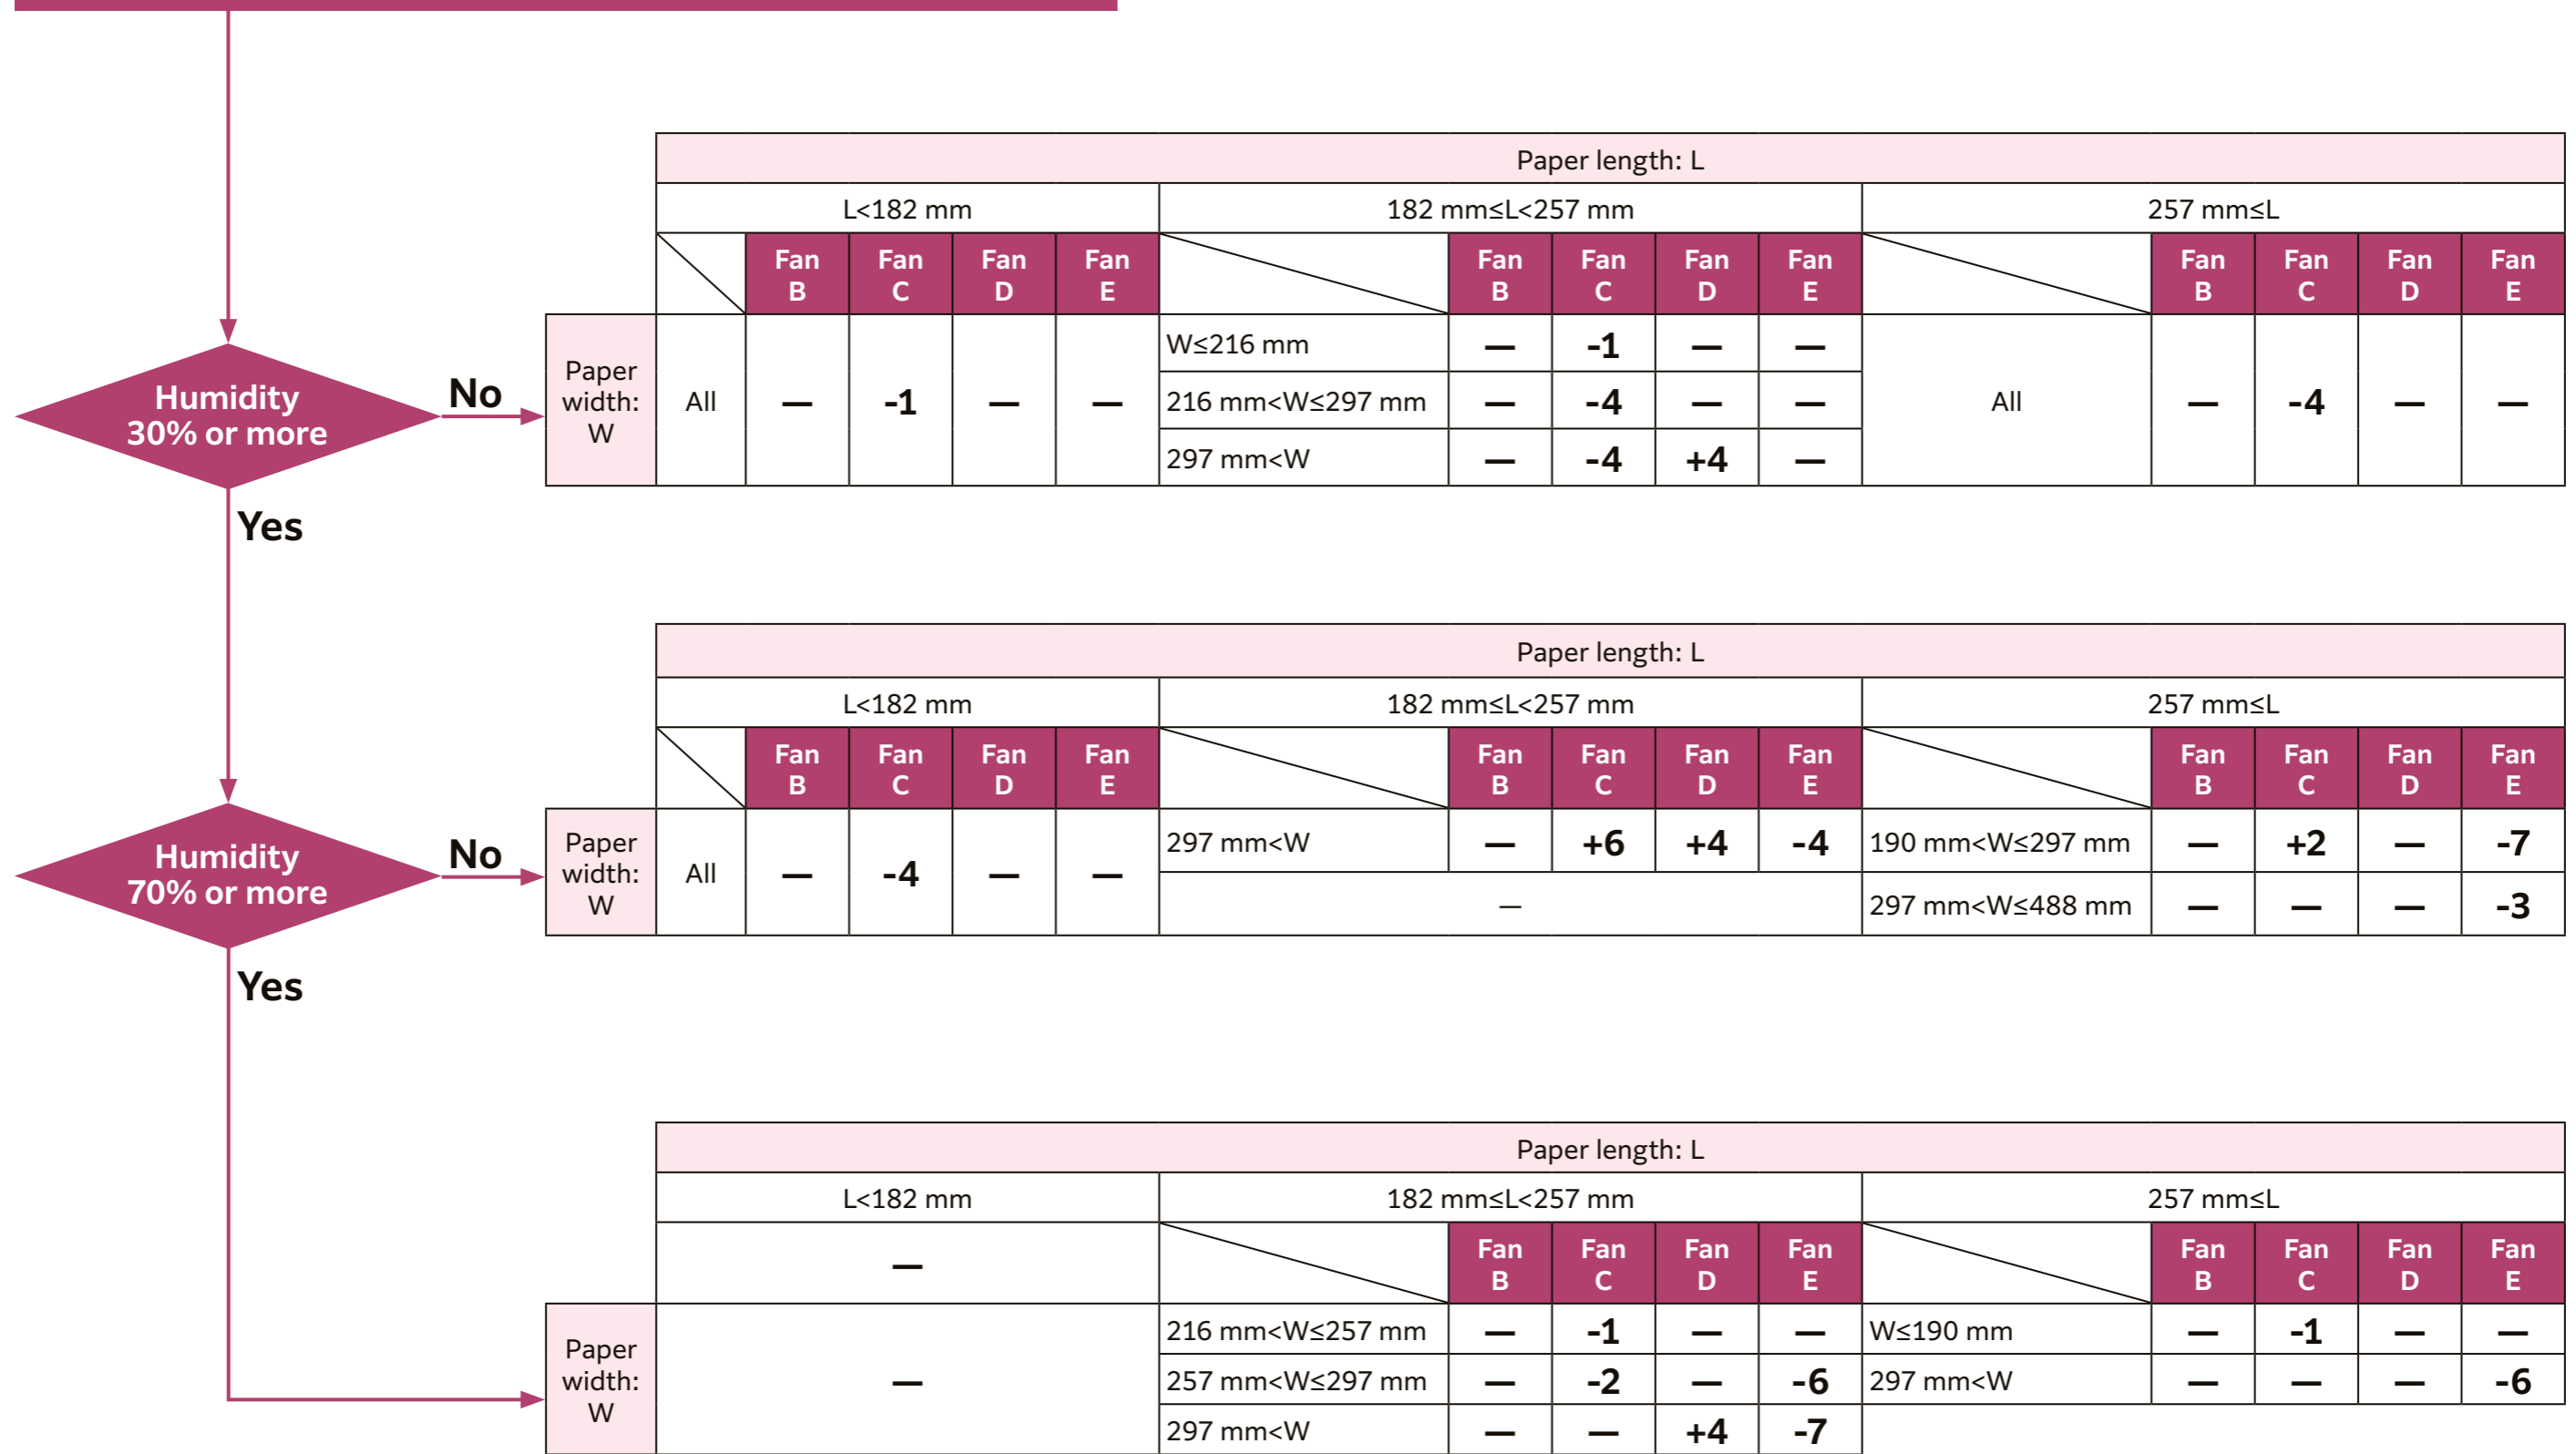 Paper length: L
L<182 mm 182 mm≤L<257 mm 257 mm≤L
Fan B Fan C Fan D Fan E Fan B Fan C Fan D Fan E Fan B Fan C Fan D Fan E
Humidity
30% or more
No
Yes
Paper
width:
W
All — -1 — —
W≤216 mm — -1 — —
216 mm<W≤297 mm — -4 — —
297 mm<W — -4 +4 —
All — -4 — —
Paper length: L
L<182 mm 182 mm≤L<257 mm 257 mm≤L
Fan B Fan C Fan D Fan E Fan B Fan C Fan D Fan E Fan B Fan C Fan D Fan E
Humidity
70% or more
No
Yes
Paper
width:
W
All — -4 — —
297 mm<W — +6 +4 -4
—
190 mm<W≤297 mm — +2 — -7
297 mm<W≤488 mm — — — -3
Paper length: L
L<182 mm 182 mm≤L<257 mm 257 mm≤L
— Fan B Fan C Fan D Fan E Fan B Fan C Fan D Fan E
Paper
width:
W
—
216 mm<W≤257 mm — -1 — —
257 mm<W≤297 mm — -2 — -6
297 mm<W — — +4 -7
W≤190 mm — -1 — —
297 mm<W — — — -6